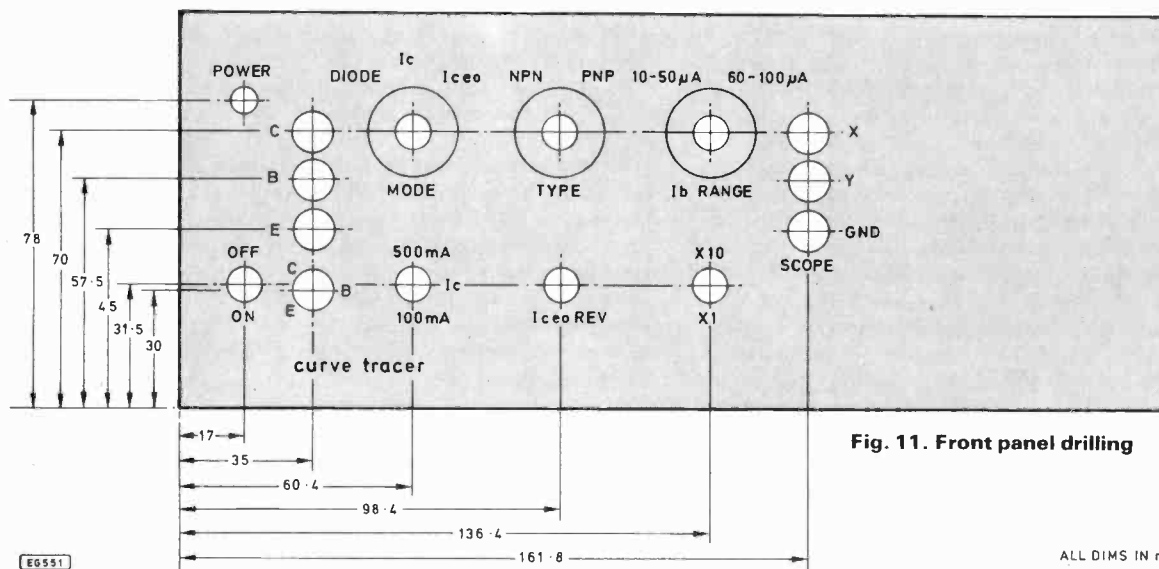 Ic
DIODE Iceo NPN PNP 10-50µA 60-100µA
POWER
C X
B Y
MODE TYPE Ib RANGE
E GND
SCOPE
OFF C 500mA X10
B Ic
ON E 100mA Iceo REV X1
curve tracer
78
70
57·5
45
31·5
30
17
35
60·4
98·4
136·4
161·8
Fig. 11. Front panel drilling
EG551
ALL DIMS IN